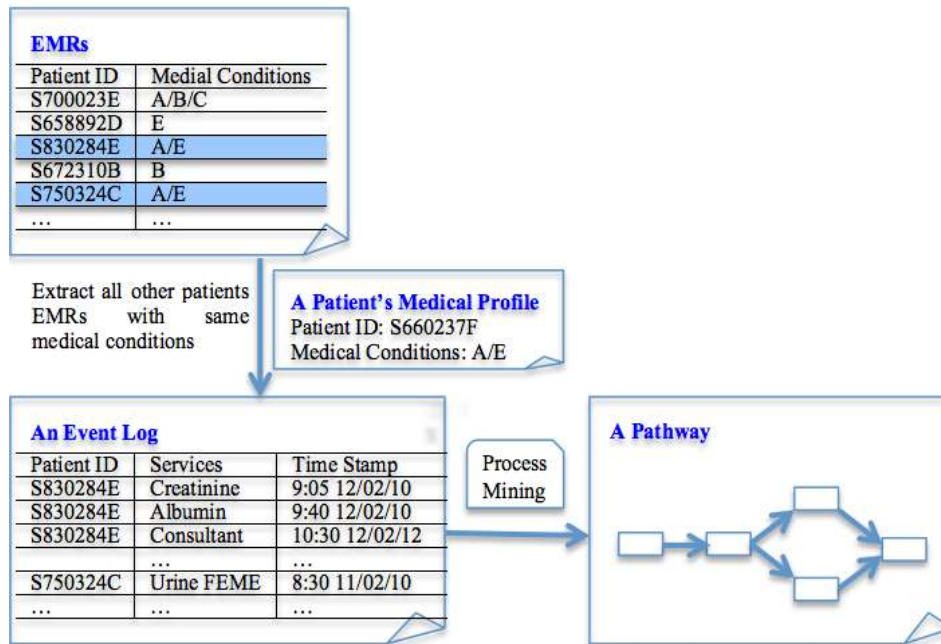 EMRs
Patient ID Medial Conditions
S700023E A/B/C
S658892D E
S830284E A/E
S672310B B
S750324C A/E
… …
Extract all other patients
EMRs with same
medical conditions
A Patient’s Medical Profile
Patient ID: S660237F
Medical Conditions: A/E
An Event Log
Patient ID Services Time Stamp
S830284E Creatinine 9:05 12/02/10
S830284E Albumin 9:40 12/02/10
S830284E Consultant 10:30 12/02/12
… …
S750324C Urine FEME 8:30 11/02/10
… … …
Process
Mining
A Pathway